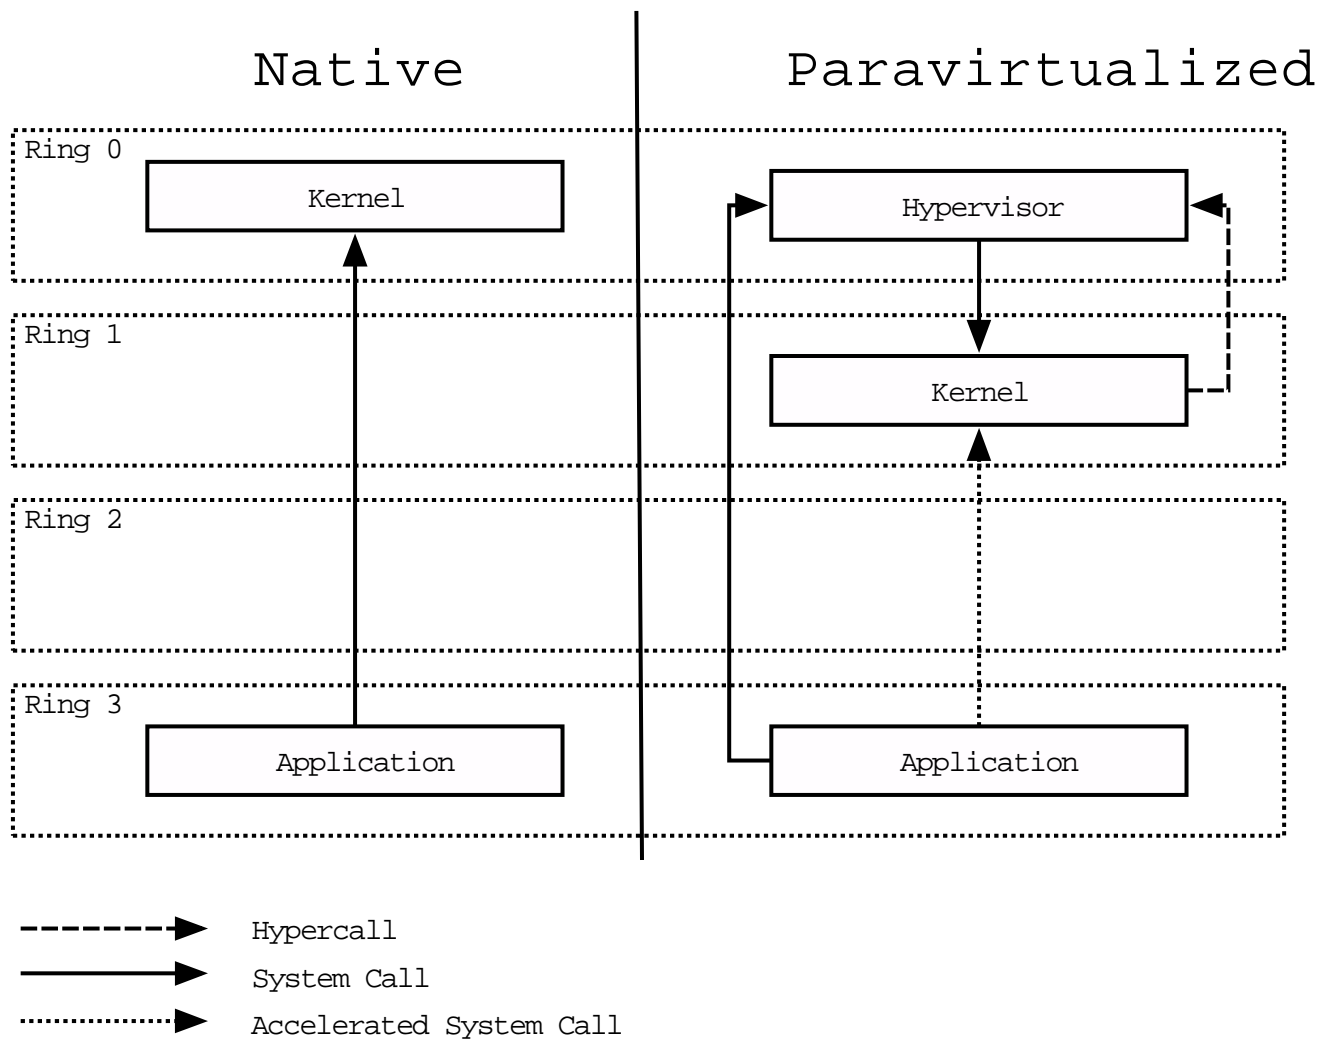 Native
Paravirtualized
Ring 0
Kernel
Hypervisor
Ring 1
Kernel
Ring 2
Ring 3
Application
Application
Hypercall
System Call
Accelerated System Call